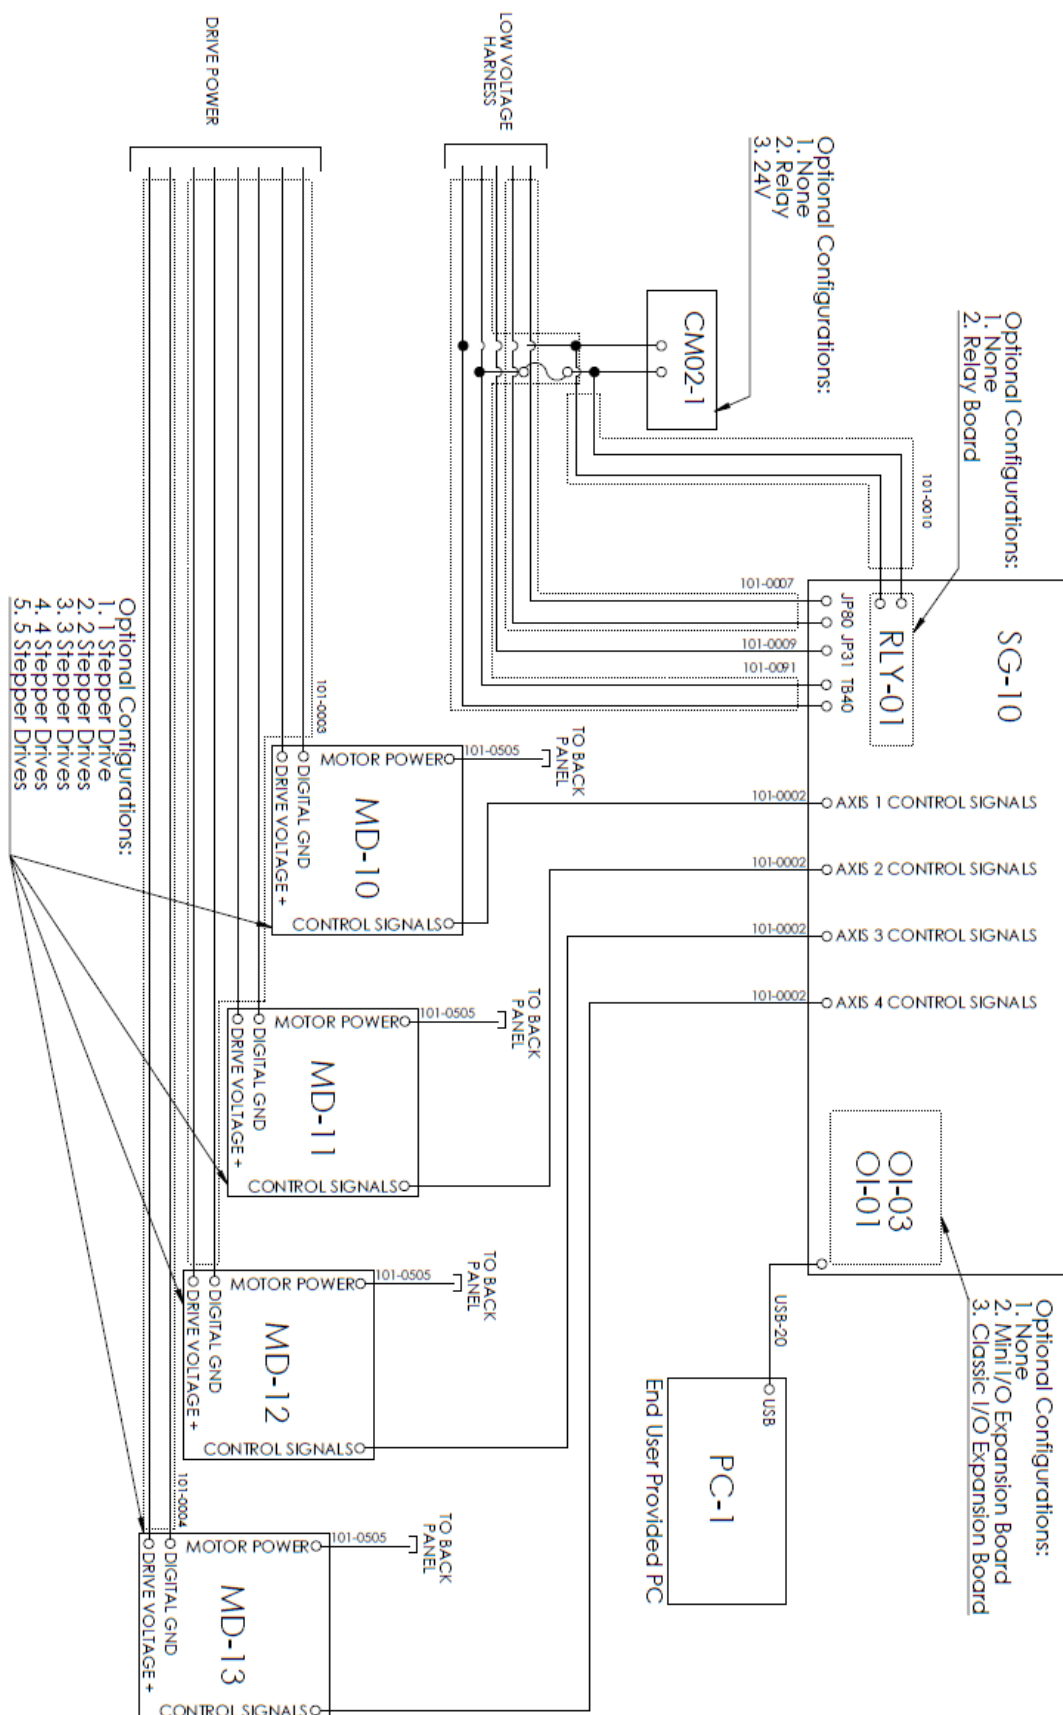 DRIVE POWER
LOW VOLTAGE
HARNESS
Optional Configurations:
1. None
2. Relay
3. 24V
CM02-1
Optional Configurations:
1. None
2. Relay Board
101-0010
SG-10
RLY-01
101-0007
JP80
101-0009
JP31
101-0091
TB40
Optional Configurations:
1. 1 Stepper Drive
2. 2 Stepper Drives
3. 3 Stepper Drives
4. 4 Stepper Drives
5. 5 Stepper Drives
101-0003
MOTOR POWER
101-0505
TO BACK
PANEL
DIGITAL GND
DRIVE VOLTAGE +
MD-10
CONTROL SIGNALS
101-0002
AXIS 1 CONTROL SIGNALS
101-0002
AXIS 2 CONTROL SIGNALS
101-0002
AXIS 3 CONTROL SIGNALS
101-0002
AXIS 4 CONTROL SIGNALS
MOTOR POWER
101-0505
TO BACK
PANEL
DIGITAL GND
DRIVE VOLTAGE +
MD-11
CONTROL SIGNALS
OI-03
OI-01
Optional Configurations:
1. None
2. Mini I/O Expansion Board
3. Classic I/O Expansion Board
USB-20
USB
PC-1
End User Provided PC
MOTOR POWER
101-0505
TO BACK
PANEL
DIGITAL GND
DRIVE VOLTAGE +
MD-12
CONTROL SIGNALS
101-0004
MOTOR POWER
101-0505
TO BACK
PANEL
DIGITAL GND
DRIVE VOLTAGE +
MD-13
CONTROL SIGNALS